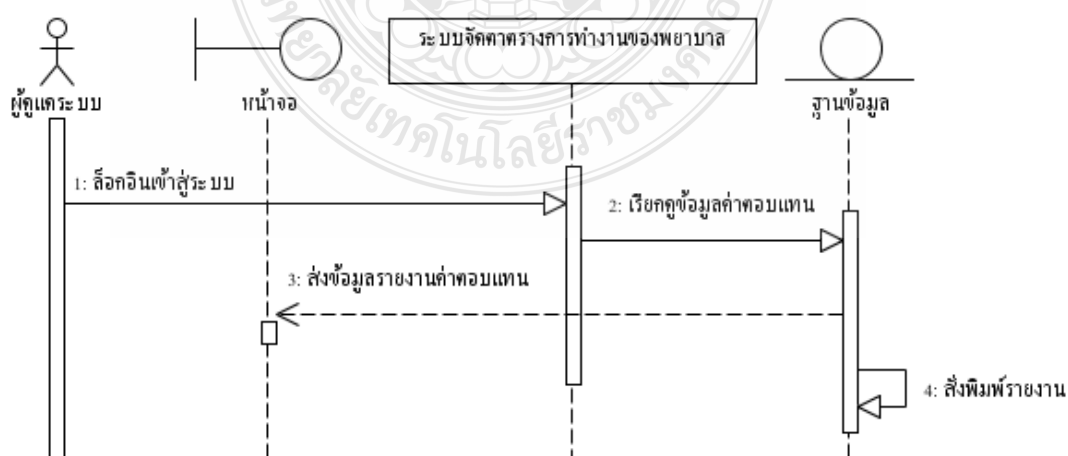 ระบบจัดตาตรางการทำงานของพยาบาล
ผู้ดูแลระบบ
หน้าจอ
ฐานข้อมูล
1: ล็อกอินเข้าสู่ระบบ
2: เรียกดูข้อมูลค่าตอบแทน
3: ส่งข้อมูลรายงานค่าตอบแทน
4: สั่งพิมพ์รายงาน